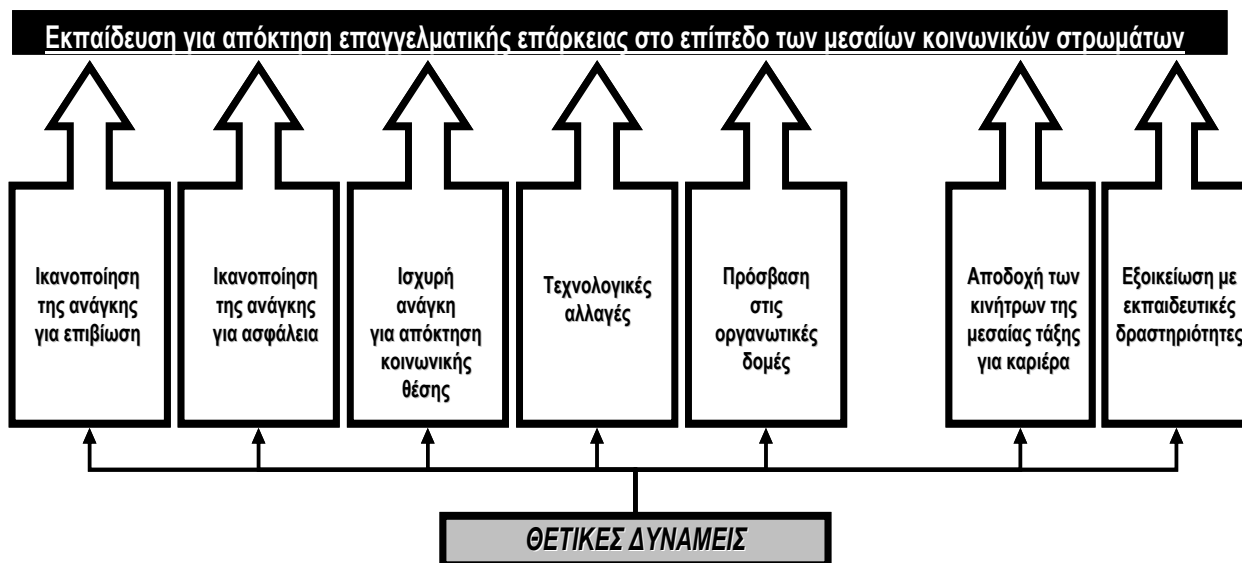 Εκπαίδευση για απόκτηση επαγγελματικής επάρκειας στο επίπεδο των μεσαίων κοινωνικών στρωμάτων
Ικανοποίηση
της ανάγκης
για επιβίωση
Ικανοποίηση
της ανάγκης
για ασφάλεια
Ισχυρή
ανάγκη
για απόκτηση
κοινωνικής
θέσης
Τεχνολογικές
αλλαγές
Πρόσβαση
στις
οργανωτικές
δομές
Αποδοχή των
κινήτρων της
μεσαίας τάξης
για καριέρα
Εξοικείωση με
εκπαιδευτικές
δραστηριότητες
ΘΕΤΙΚΕΣ ΔΥΝΑΜΕΙΣ